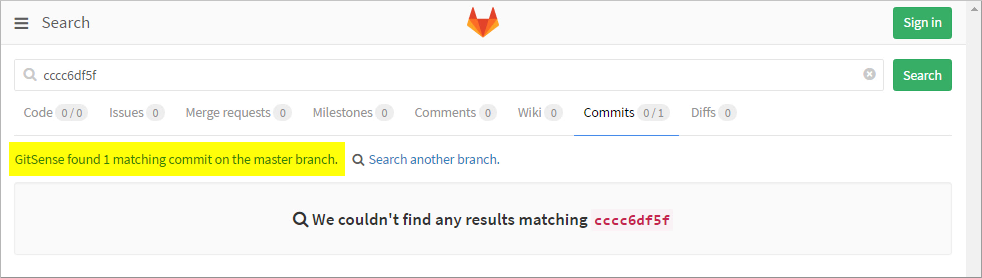 Search
Sign in
cccc6df5f
Search
Code 0 / 0 Issues 0 Merge requests 0 Milestones 0 Comments 0 Wiki 0 Commits 0 / 1 Diffs 0
GitSense found 1 matching commit on the master branch. Search another branch.
We couldn't find any results matching cccc6df5f